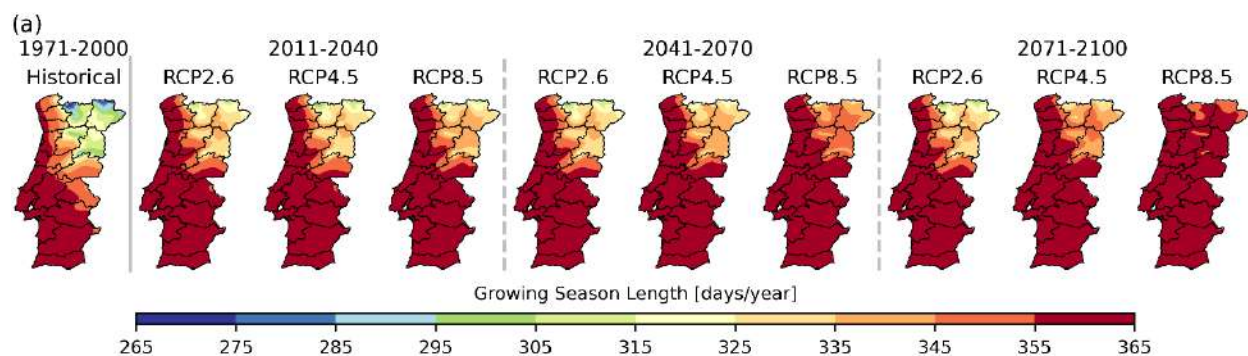 (a)
1971-2000 2011-2040 2041-2070 2071-2100
Historical RCP2.6 RCP4.5 RCP8.5 RCP2.6 RCP4.5 RCP8.5 RCP2.6 RCP4.5 RCP8.5
Growing Season Length [days/year]
265 275 285 295 305 315 325 335 345 355 365